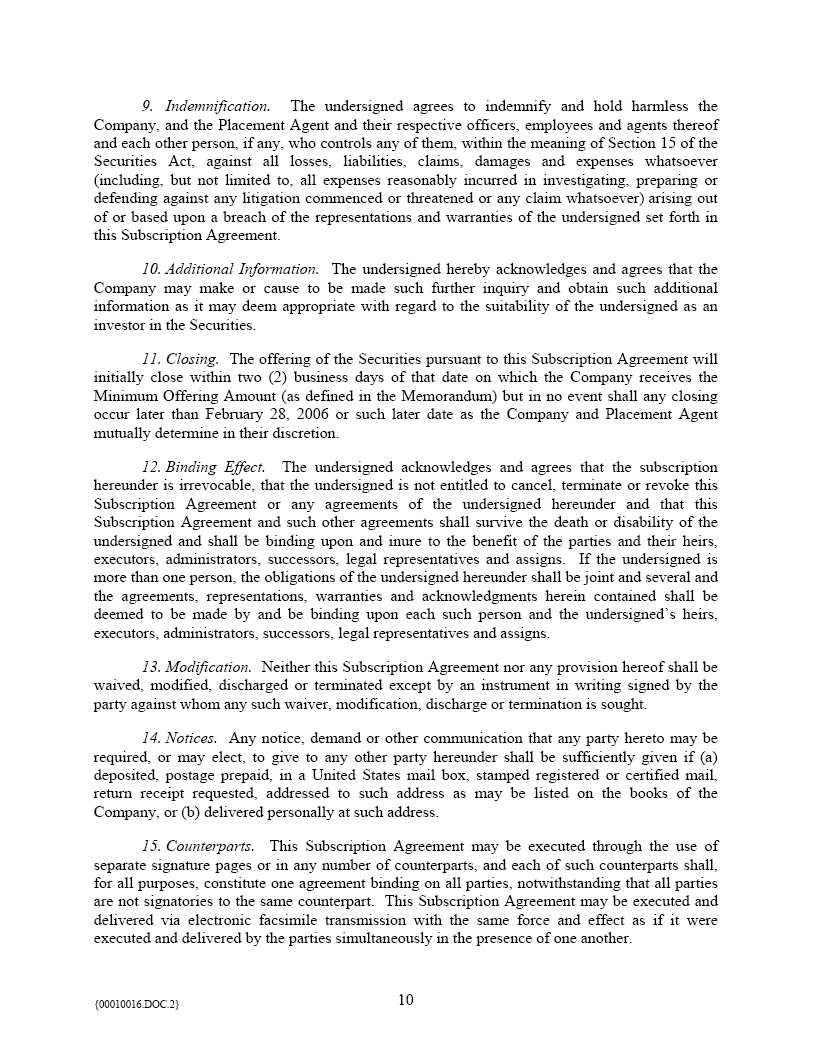 9. Indemnification. The undersigned agrees to indemnify and hold harmless the
Company, and the Placement Agent and their respective officers, employees and agents thereof
and each other person, if any, who controls any of them, within the meaning of Section 15 of the
Securities Act, against all losses, liabilities, claims, damages and expenses whatsoever
(including, but not limited to, all expenses reasonably incurred in investigating, preparing or
defending against any litigation commenced or threatened or any claim whatsoever) arising out
of or based upon a breach of the representations and warranties of the undersigned set forth in
this Subscription Agreement.
10. Additional Information. The undersigned hereby acknowledges and agrees that the
Company may make or cause to be made such further inquiry and obtain such additional
information as it may deem appropriate with regard to the suitability of the undersigned as an
investor in the Securities.
11. Closing. The offering of the Securities pursuant to this Subscription Agreement will
initially close within two (2) business days of that date on which the Company receives the
Minimum Offering Amount (as defined in the Memorandum) but in no event shall any closing
occur later than February 28, 2006 or such later date as the Company and Placement Agent
mutually determine in their discretion.
12. Binding Effect. The undersigned acknowledges and agrees that the subscription
hereunder is irrevocable, that the undersigned is not entitled to cancel, terminate or revoke this
Subscription Agreement or any agreements of the undersigned hereunder and that this
Subscription Agreement and such other agreements shall survive the death or disability of the
undersigned and shall be binding upon and inure to the benefit of the parties and their heirs,
executors, administrators, successors, legal representatives and assigns. If the undersigned is
more than one person, the obligations of the undersigned hereunder shall be joint and several and
the agreements, representations, warranties and acknowledgments herein contained shall be
deemed to be made by and be binding upon each such person and the undersigned's heirs,
executors, administrators, successors, legal representatives and assigns.
13. Modification. Neither this Subscription Agreement nor any provision hereof shall be
waived, modified, discharged or terminated except by an instrument in writing signed by the
party against whom any such waiver, modification, discharge or termination is sought.
14. Notices. Any notice, demand or other communication that any party hereto may be
required, or may elect, to give to any other party hereunder shall be sufficiently given if (a)
deposited, postage prepaid, in a United States mail box, stamped registered or certified mail,
return receipt requested, addressed to such address as may be listed on the books of the
Company, or (b) delivered personally at such address.
15. Counterparts. This Subscription Agreement may be executed through the use of
separate signature pages or in any number of counterparts, and each of such counterparts shall,
for all purposes, constitute one agreement binding on all parties, notwithstanding that all parties
are not signatories to the same counterpart. This Subscription Agreement may be executed and
delivered via electronic facsimile transmission with the same force and effect as if it were
executed and delivered by the parties simultaneously in the presence of one another.
{00010016.DOC.2}
10